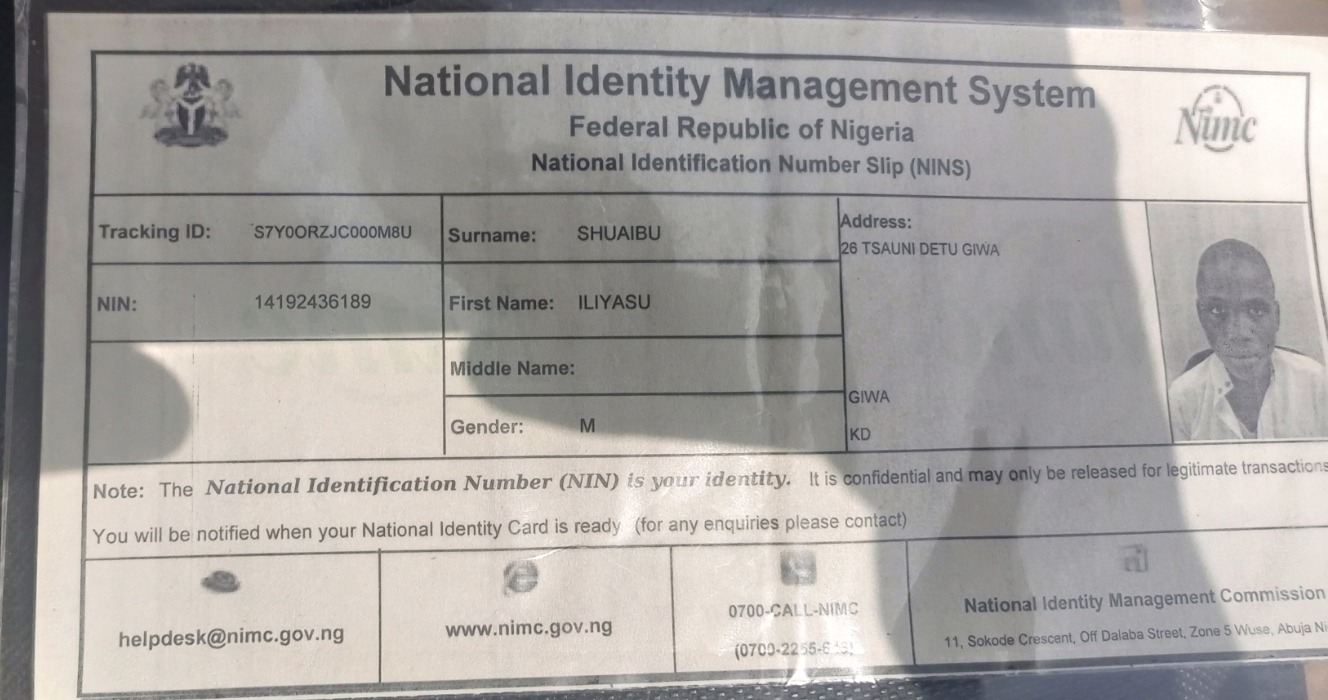 National Identity Management System
Federal Republic of Nigeria
National Identification Number Slip (NINS)
Nimc
Tracking ID: S7Y0ORZJC000M8U
Surname: SHUAIBU
Address:
26 TSAUNI DETU GIWA
NIN: 14192436189
First Name: ILIYASU
Middle Name:
GIWA
Gender: M
KD
Note: The National Identification Number (NIN) is your identity. It is confidential and may only be released for legitimate transactions
You will be notified when your National Identity Card is ready (for any enquiries please contact)
helpdesk@nimc.gov.ng
www.nimc.gov.ng
0700-CALL-NIMC
National Identity Management Commission
11, Sokode Crescent, Off Dalaba Street, Zone 5 Wuse, Abuja